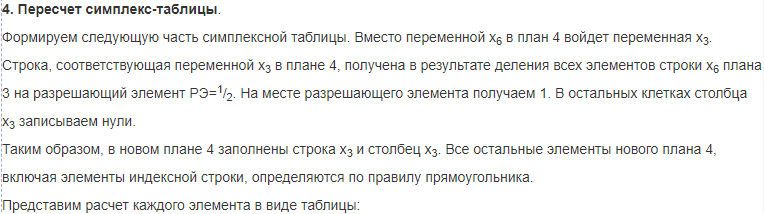 4. Пересчет симплекс-таблицы.
Формируем следующую часть симплексной таблицы. Вместо переменной x₆ в план 4 войдет переменная x₃.
Строка, соответствующая переменной x₃ в плане 4, получена в результате деления всех элементов строки x₆ плана
3 на разрешающий элемент РЭ=¹/₂. На месте разрешающего элемента получаем 1. В остальных клетках столбца
x₃ записываем нули.
Таким образом, в новом плане 4 заполнены строка x₃ и столбец x₃. Все остальные элементы нового плана 4,
включая элементы индексной строки, определяются по правилу прямоугольника.
Представим расчет каждого элемента в виде таблицы: